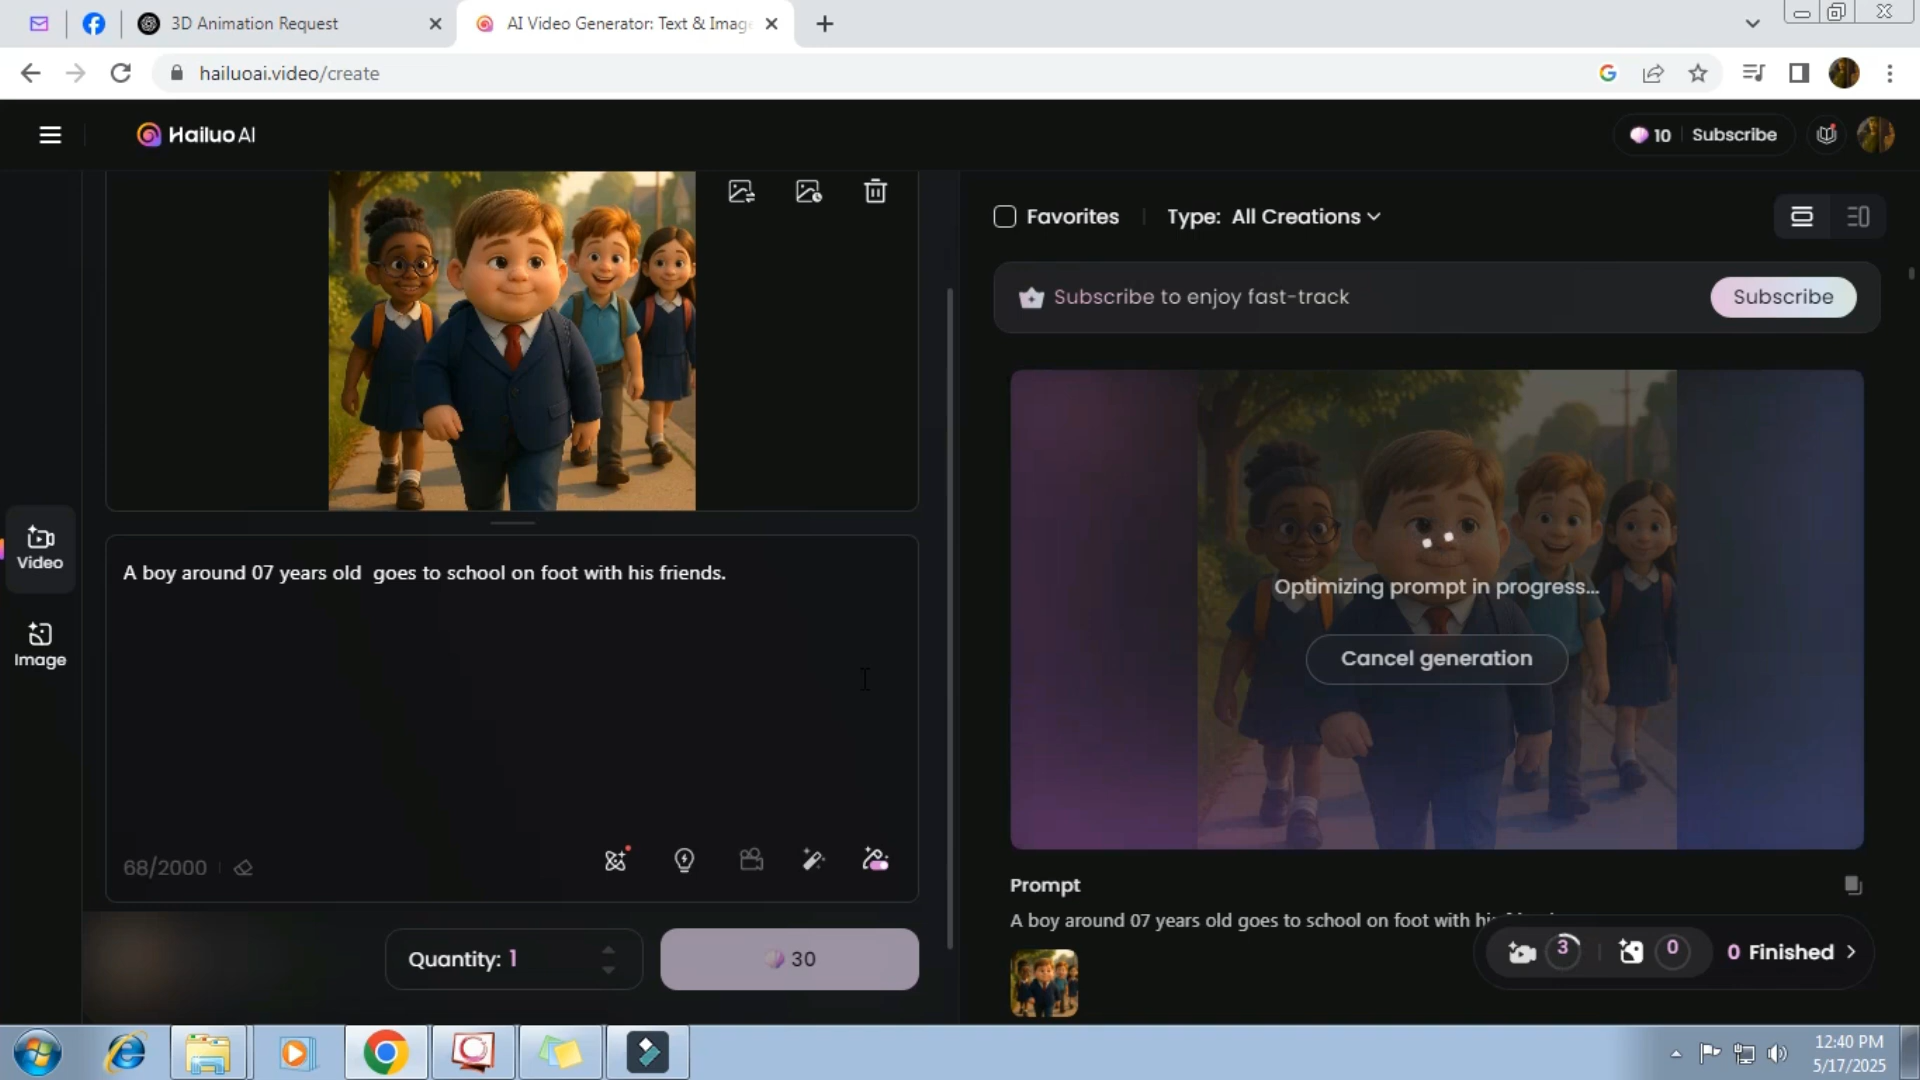 3D Animation Request
AI Video Generator: Text & Imag
hailuoai.video/create
Hailuo AI
10
Subscribe
Favorites
Type: All Creations
Subscribe to enjoy fast-track
Subscribe
Video
Image
A boy around 07 years old  goes to school on foot with his friends.
68/2000
Quantity: 1
30
Optimizing prompt in progress...
Cancel generation
Prompt
A boy around 07 years old goes to school on foot with
3
0
0 Finished
12:40 PM
5/17/2025